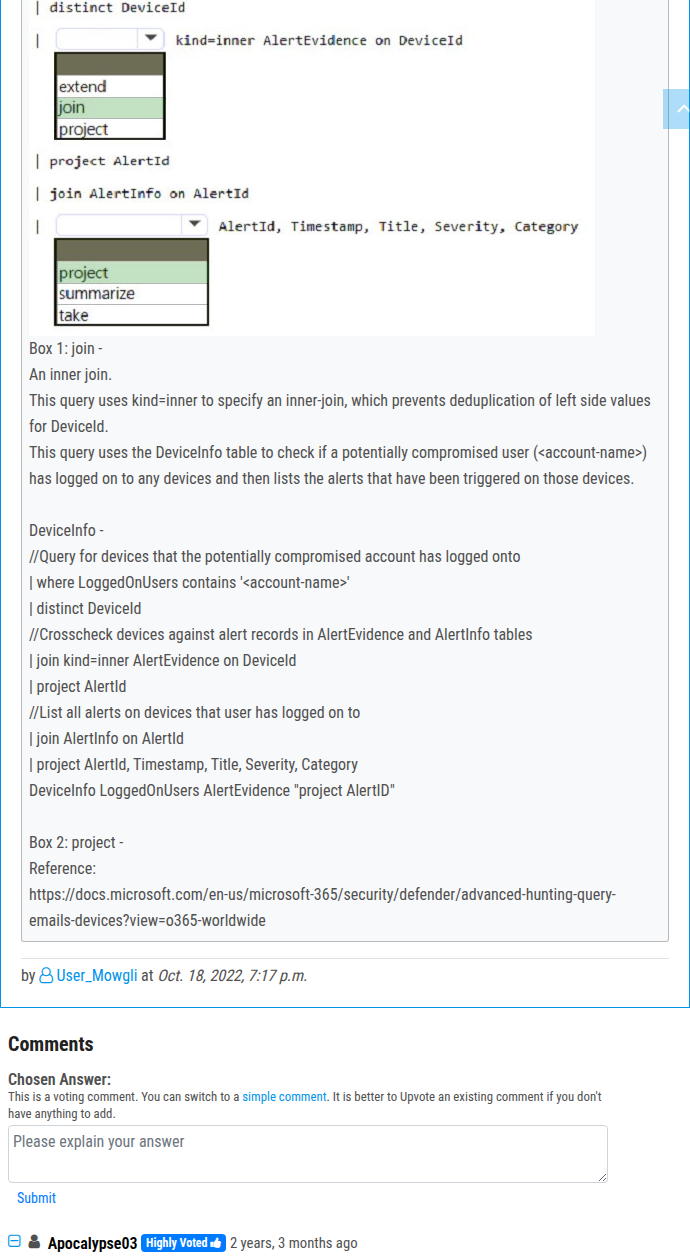 | distinct DeviceId
| kind=inner AlertEvidence on DeviceId
extend
join
project
| project AlertId
| join AlertInfo on AlertId
| AlertId, Timestamp, Title, Severity, Category
project
summarize
take
Box 1: join -
An inner join.
This query uses kind=inner to specify an inner-join, which prevents deduplication of left side values
for DeviceId.
This query uses the DeviceInfo table to check if a potentially compromised user (<account-name>)
has logged on to any devices and then lists the alerts that have been triggered on those devices.
DeviceInfo -
//Query for devices that the potentially compromised account has logged onto
| where LoggedOnUsers contains '<account-name>'
| distinct DeviceId
//Crosscheck devices against alert records in AlertEvidence and AlertInfo tables
| join kind=inner AlertEvidence on DeviceId
| project AlertId
//List all alerts on devices that user has logged on to
| join AlertInfo on AlertId
| project AlertId, Timestamp, Title, Severity, Category
DeviceInfo LoggedOnUsers AlertEvidence "project AlertID"
Box 2: project -
Reference:
https://docs.microsoft.com/en-us/microsoft-365/security/defender/advanced-hunting-query-
emails-devices?view=o365-worldwide
by User_Mowgli at Oct. 18, 2022, 7:17 p.m.
Comments
Chosen Answer:
This is a voting comment. You can switch to a simple comment. It is better to Upvote an existing comment if you don't
have anything to add.
Please explain your answer
Submit
Apocalypse03 Highly Voted 2 years, 3 months ago